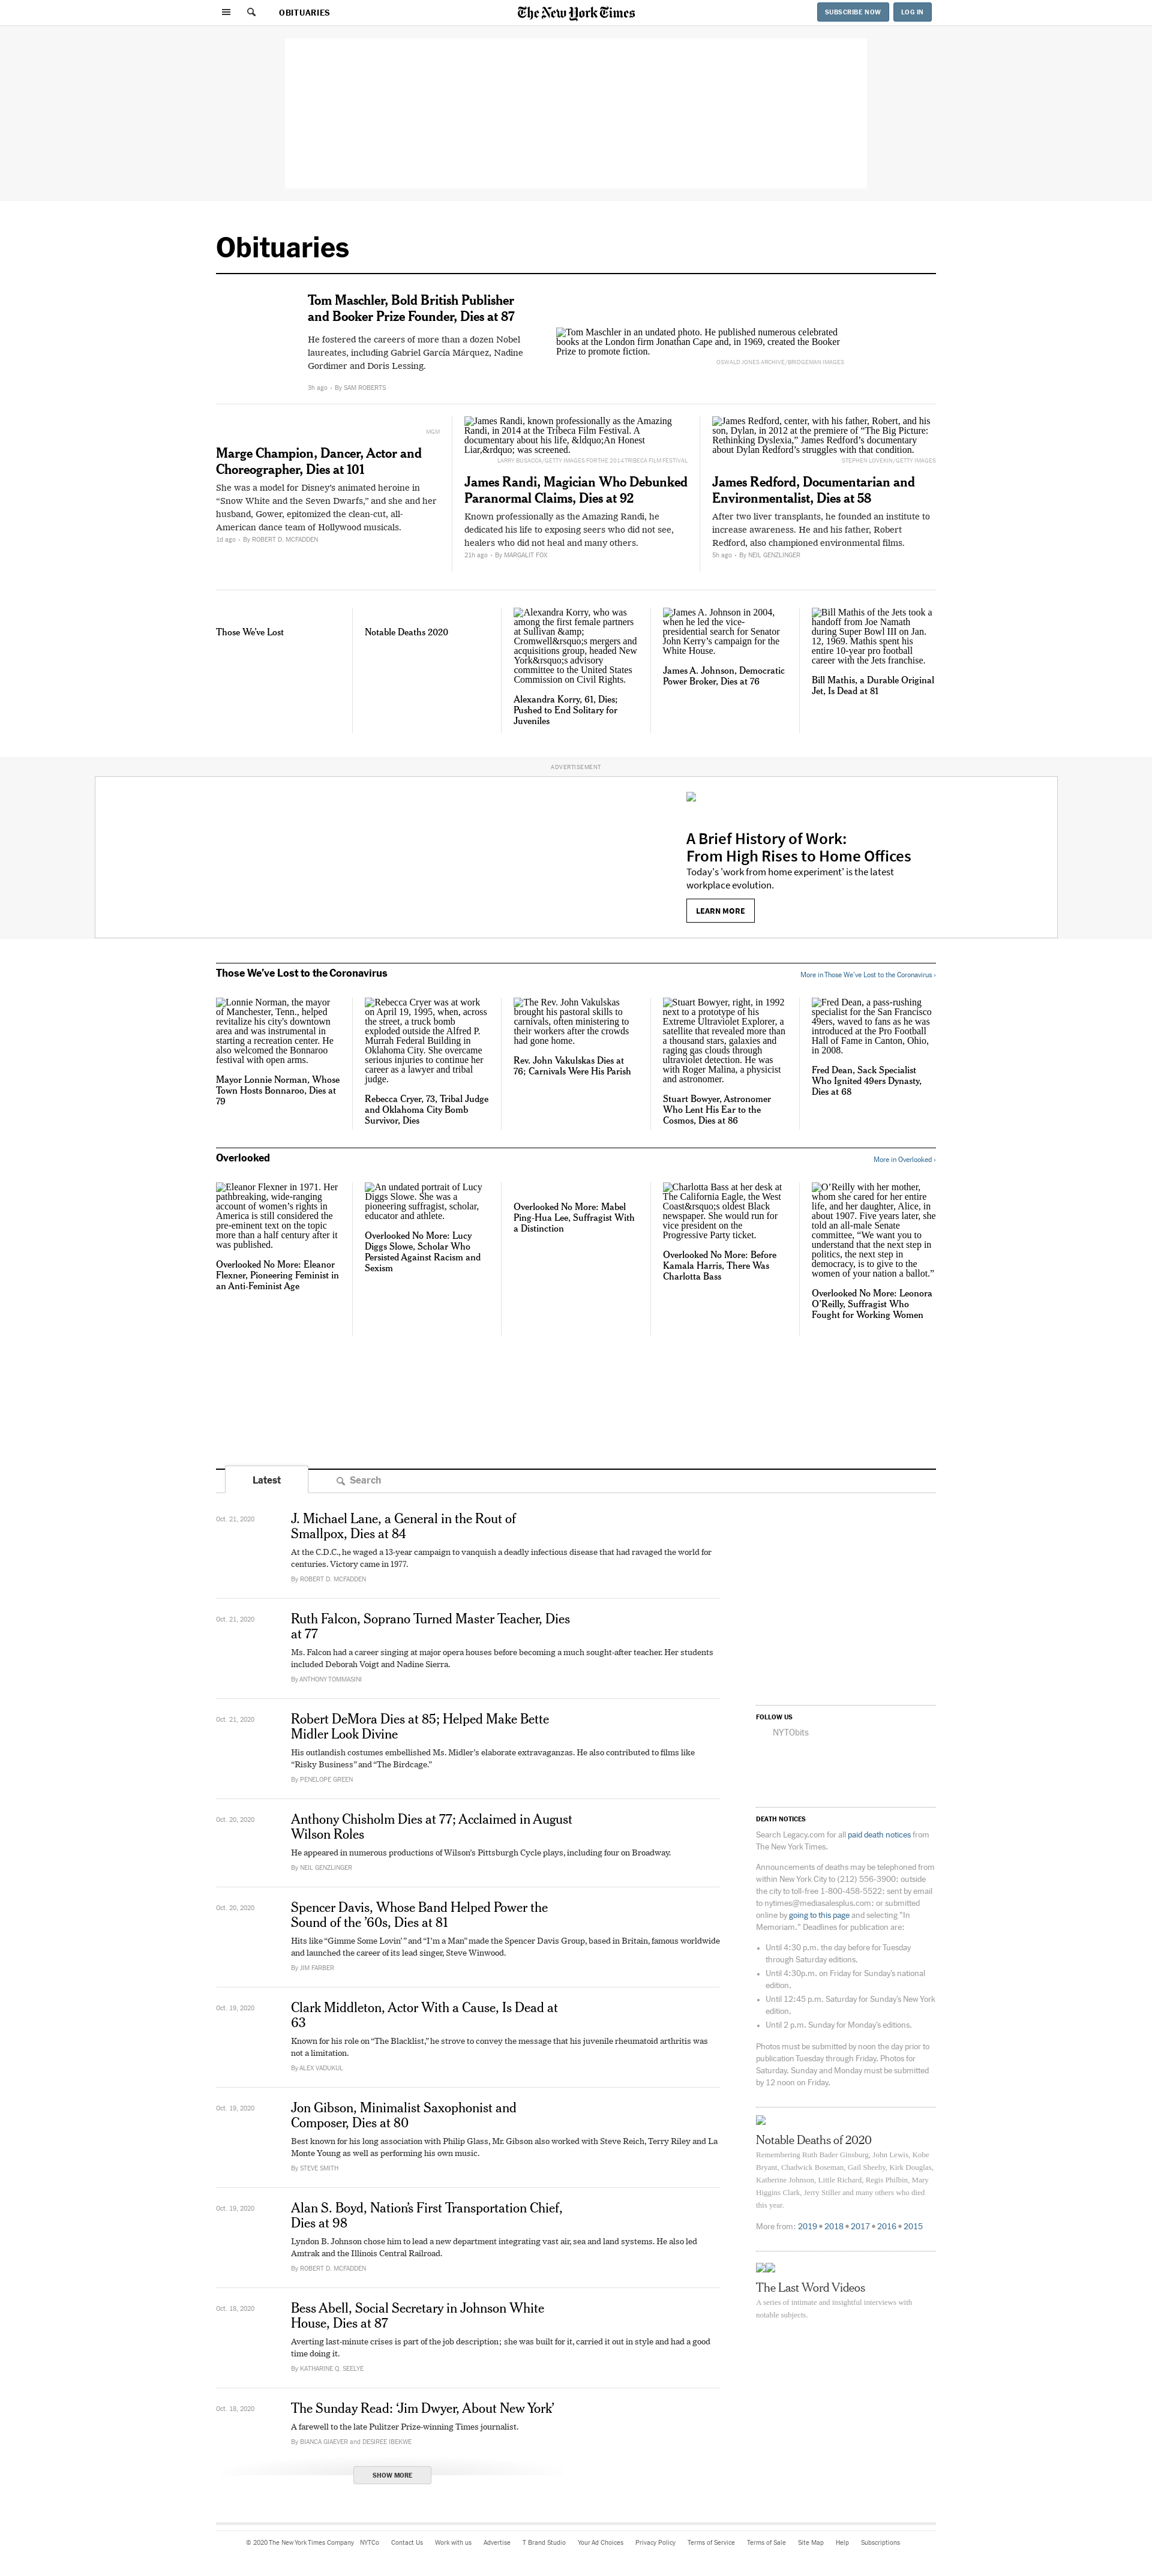 OBITUARIES
The New York Times
SUBSCRIBE NOW
LOG IN
Obituaries
Tom Maschler, Bold British Publisher
and Booker Prize Founder, Dies at 87
He fostered the careers of more than a dozen Nobel
laureates, including Gabriel García Márquez, Nadine
Gordimer and Doris Lessing.
3h ago • By SAM ROBERTS
Tom Maschler in an undated photo. He published numerous celebrated
books at the London firm Jonathan Cape and, in 1969, created the Booker
Prize to promote fiction.
OSWALD JONES ARCHIVE/BRIDGEMAN IMAGES
MGM
Marge Champion, Dancer, Actor and
Choreographer, Dies at 101
She was a model for Disney's animated heroine in
“Snow White and the Seven Dwarfs,” and she and her
husband, Gower, epitomized the clean-cut, all-
American dance team of Hollywood musicals.
1d ago • By ROBERT D. MCFADDEN
James Randi, known professionally as the Amazing
Randi, in 2014 at the Tribeca Film Festival. A
documentary about his life, &ldquo;An Honest
Liar,&rdquo; was screened.
LARRY BUSACCA/GETTY IMAGES FOR THE 2014 TRIBECA FILM FESTIVAL
James Randi, Magician Who Debunked
Paranormal Claims, Dies at 92
Known professionally as the Amazing Randi, he
dedicated his life to exposing seers who did not see,
healers who did not heal and many others.
21h ago • By MARGALIT FOX
James Redford, center, with his father, Robert, and his
son, Dylan, in 2012 at the premiere of “The Big Picture:
Rethinking Dyslexia,” James Redford’s documentary
about Dylan Redford’s struggles with that condition.
STEPHEN LOVEKIN/GETTY IMAGES
James Redford, Documentarian and
Environmentalist, Dies at 58
After two liver transplants, he founded an institute to
increase awareness. He and his father, Robert
Redford, also championed environmental films.
5h ago • By NEIL GENZLINGER
Those We’ve Lost
Notable Deaths 2020
Alexandra Korry, who was
among the first female partners
at Sullivan &amp;
Cromwell&rsquo;s mergers and
acquisitions group, headed New
York&rsquo;s advisory
committee to the United States
Commission on Civil Rights.
Alexandra Korry, 61, Dies;
Pushed to End Solitary for
Juveniles
James A. Johnson in 2004,
when he led the vice-
presidential search for Senator
John Kerry’s campaign for the
White House.
James A. Johnson, Democratic
Power Broker, Dies at 76
Bill Mathis of the Jets took a
handoff from Joe Namath
during Super Bowl III on Jan.
12, 1969. Mathis spent his
entire 10-year pro football
career with the Jets franchise.
Bill Mathis, a Durable Original
Jet, Is Dead at 81
ADVERTISEMENT
A Brief History of Work:
From High Rises to Home Offices
Today's 'work from home experiment' is the latest
workplace evolution.
LEARN MORE
Those We’ve Lost to the Coronavirus
More in Those We’ve Lost to the Coronavirus ›
Lonnie Norman, the mayor
of Manchester, Tenn., helped
revitalize his city's downtown
area and was instrumental in
starting a recreation center. He
also welcomed the Bonnaroo
festival with open arms.
Mayor Lonnie Norman, Whose
Town Hosts Bonnaroo, Dies at
79
Rebecca Cryer was at work
on April 19, 1995, when, across
the street, a truck bomb
exploded outside the Alfred P.
Murrah Federal Building in
Oklahoma City. She overcame
serious injuries to continue her
career as a lawyer and tribal
judge.
Rebecca Cryer, 73, Tribal Judge
and Oklahoma City Bomb
Survivor, Dies
The Rev. John Vakulskas
brought his pastoral skills to
carnivals, often ministering to
their workers after the crowds
had gone home.
Rev. John Vakulskas Dies at
76; Carnivals Were His Parish
Stuart Bowyer, right, in 1992
next to a prototype of his
Extreme Ultraviolet Explorer, a
satellite that revealed more than
a thousand stars, galaxies and
raging gas clouds through
ultraviolet detection. He was
with Roger Malina, a physicist
and astronomer.
Stuart Bowyer, Astronomer
Who Lent His Ear to the
Cosmos, Dies at 86
Fred Dean, a pass-rushing
specialist for the San Francisco
49ers, waved to fans as he was
introduced at the Pro Football
Hall of Fame in Canton, Ohio,
in 2008.
Fred Dean, Sack Specialist
Who Ignited 49ers Dynasty,
Dies at 68
Overlooked
More in Overlooked ›
Eleanor Flexner in 1971. Her
pathbreaking, wide-ranging
account of women’s rights in
America is still considered the
pre-eminent text on the topic
more than a half century after it
was published.
Overlooked No More: Eleanor
Flexner, Pioneering Feminist in
an Anti-Feminist Age
An undated portrait of Lucy
Diggs Slowe. She was a
pioneering suffragist, scholar,
educator and athlete.
Overlooked No More: Lucy
Diggs Slowe, Scholar Who
Persisted Against Racism and
Sexism
Overlooked No More: Mabel
Ping-Hua Lee, Suffragist With
a Distinction
Charlotta Bass at her desk at
The California Eagle, the West
Coast&rsquo;s oldest Black
newspaper. She would run for
vice president on the
Progressive Party ticket.
Overlooked No More: Before
Kamala Harris, There Was
Charlotta Bass
O’Reilly with her mother,
whom she cared for her entire
life, and her daughter, Alice, in
about 1907. Five years later, she
told an all-male Senate
committee, “We want you to
understand that the next step in
politics, the next step in
democracy, is to give to the
women of your nation a ballot.”
Overlooked No More: Leonora
O’Reilly, Suffragist Who
Fought for Working Women
Latest
Search
Oct. 21, 2020
J. Michael Lane, a General in the Rout of
Smallpox, Dies at 84
At the C.D.C., he waged a 13-year campaign to vanquish a deadly infectious disease that had ravaged the world for
centuries. Victory came in 1977.
By ROBERT D. MCFADDEN
Oct. 21, 2020
Ruth Falcon, Soprano Turned Master Teacher, Dies
at 77
Ms. Falcon had a career singing at major opera houses before becoming a much sought-after teacher. Her students
included Deborah Voigt and Nadine Sierra.
By ANTHONY TOMMASINI
Oct. 21, 2020
Robert DeMora Dies at 85; Helped Make Bette
Midler Look Divine
His outlandish costumes embellished Ms. Midler’s elaborate extravaganzas. He also contributed to films like
“Risky Business” and “The Birdcage.”
By PENELOPE GREEN
Oct. 20, 2020
Anthony Chisholm Dies at 77; Acclaimed in August
Wilson Roles
He appeared in numerous productions of Wilson’s Pittsburgh Cycle plays, including four on Broadway.
By NEIL GENZLINGER
Oct. 20, 2020
Spencer Davis, Whose Band Helped Power the
Sound of the ’60s, Dies at 81
Hits like “Gimme Some Lovin’ ” and “I’m a Man” made the Spencer Davis Group, based in Britain, famous worldwide
and launched the career of its lead singer, Steve Winwood.
By JIM FARBER
Oct. 19, 2020
Clark Middleton, Actor With a Cause, Is Dead at
63
Known for his role on “The Blacklist,” he strove to convey the message that his juvenile rheumatoid arthritis was
not a limitation.
By ALEX VADUKUL
Oct. 19, 2020
Jon Gibson, Minimalist Saxophonist and
Composer, Dies at 80
Best known for his long association with Philip Glass, Mr. Gibson also worked with Steve Reich, Terry Riley and La
Monte Young as well as performing his own music.
By STEVE SMITH
Oct. 19, 2020
Alan S. Boyd, Nation’s First Transportation Chief,
Dies at 98
Lyndon B. Johnson chose him to lead a new department integrating vast air, sea and land systems. He also led
Amtrak and the Illinois Central Railroad.
By ROBERT D. MCFADDEN
Oct. 18, 2020
Bess Abell, Social Secretary in Johnson White
House, Dies at 87
Averting last-minute crises is part of the job description; she was built for it, carried it out in style and had a good
time doing it.
By KATHARINE Q. SEELYE
Oct. 18, 2020
The Sunday Read: ‘Jim Dwyer, About New York’
A farewell to the late Pulitzer Prize-winning Times journalist.
By BIANCA GIAEVER and DESIREE IBEKWE
SHOW MORE
FOLLOW US
NYTObits
DEATH NOTICES
Search Legacy.com for all paid death notices from
The New York Times.
Announcements of deaths may be telephoned from
within New York City to (212) 556-3900; outside
the city to toll-free 1-800-458-5522; sent by email
to nytimes@mediasalesplus.com; or submitted
online by going to this page and selecting "In
Memoriam." Deadlines for publication are:
• Until 4:30 p.m. the day before for Tuesday
through Saturday editions.
• Until 4:30p.m. on Friday for Sunday's national
edition.
• Until 12:45 p.m. Saturday for Sunday's New York
edition.
• Until 2 p.m. Sunday for Monday's editions.
Photos must be submitted by noon the day prior to
publication Tuesday through Friday. Photos for
Saturday, Sunday and Monday must be submitted
by 12 noon on Friday.
Notable Deaths of 2020
Remembering Ruth Bader Ginsburg, John Lewis, Kobe
Bryant, Chadwick Boseman, Gail Sheehy, Kirk Douglas,
Katherine Johnson, Little Richard, Regis Philbin, Mary
Higgins Clark, Jerry Stiller and many others who died
this year.
More from: 2019 • 2018 • 2017 • 2016 • 2015
The Last Word Videos
A series of intimate and insightful interviews with
notable subjects.
© 2020 The New York Times Company NYTCo Contact Us Work with us Advertise T Brand Studio Your Ad Choices Privacy Policy Terms of Service Terms of Sale Site Map Help Subscriptions